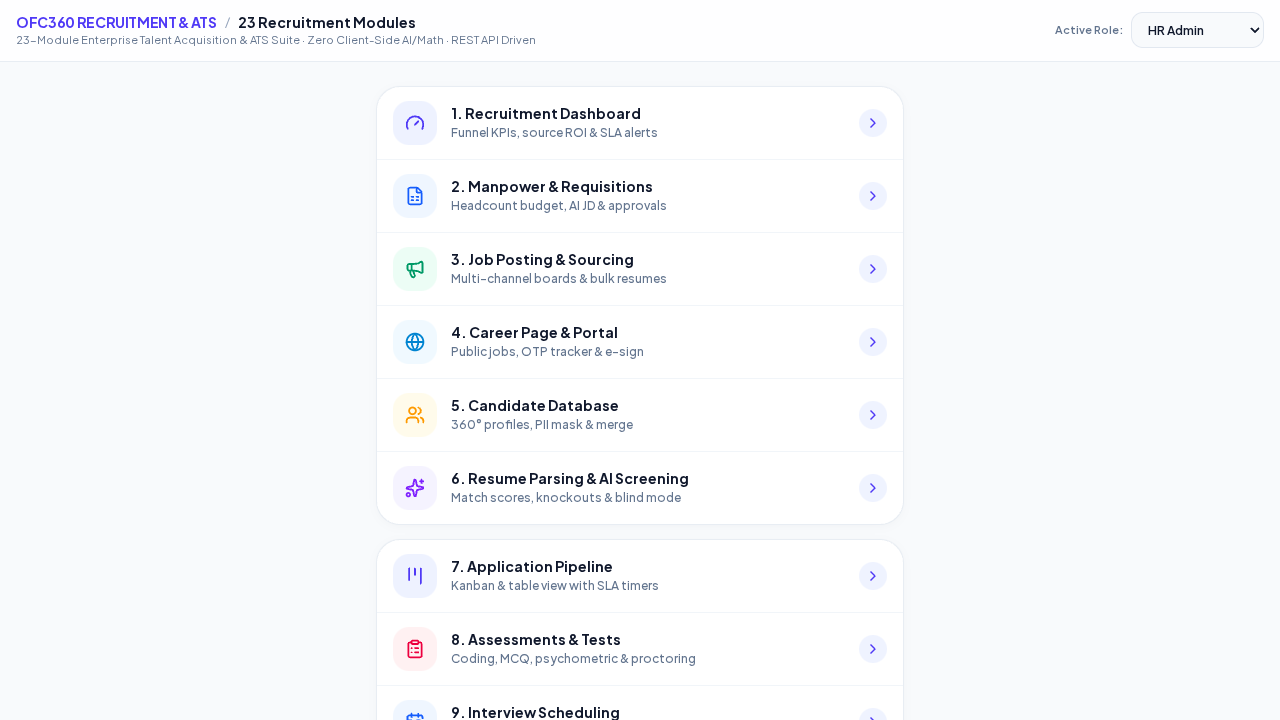 OFC360 RECRUITMENT & ATS / 23 Recruitment Modules
23-Module Enterprise Talent Acquisition & ATS Suite · Zero Client-Side AI/Math · REST API Driven
Active Role: HR Admin
1. Recruitment Dashboard
Funnel KPIs, source ROI & SLA alerts
2. Manpower & Requisitions
Headcount budget, AI JD & approvals
3. Job Posting & Sourcing
Multi-channel boards & bulk resumes
4. Career Page & Portal
Public jobs, OTP tracker & e-sign
5. Candidate Database
360° profiles, PII mask & merge
6. Resume Parsing & AI Screening
Match scores, knockouts & blind mode
7. Application Pipeline
Kanban & table view with SLA timers
8. Assessments & Tests
Coding, MCQ, psychometric & proctoring
9. Interview Scheduling